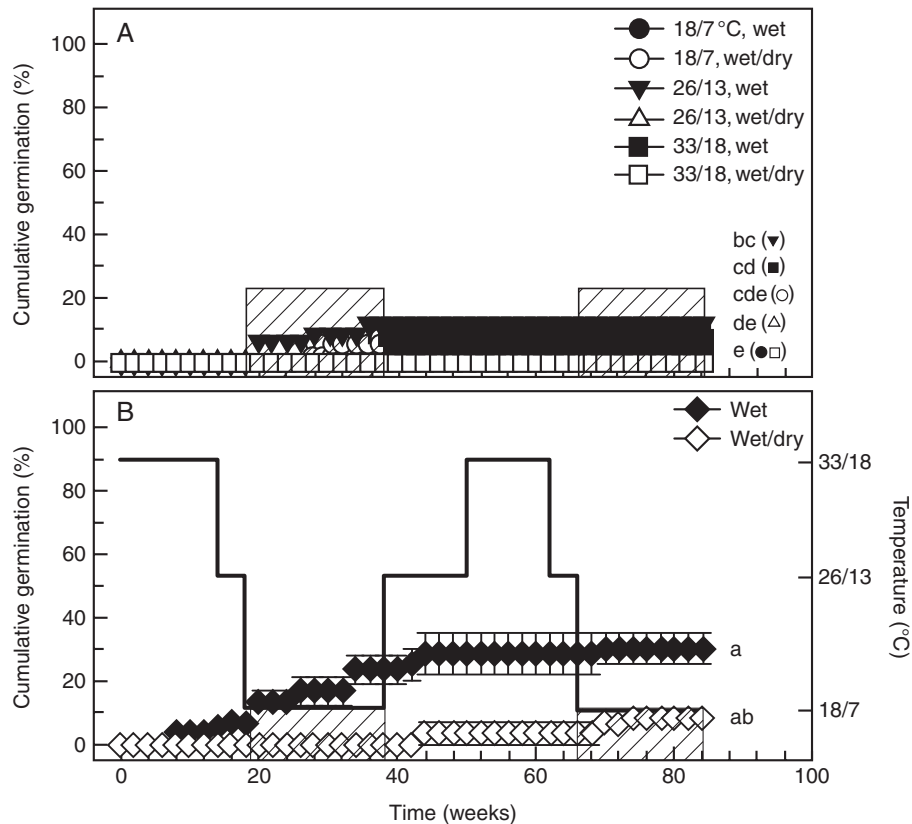 A
100
80
60
40
20
0
Cumulative germination (%)
18/7 °C, wet
18/7, wet/dry
26/13, wet
26/13, wet/dry
33/18, wet
33/18, wet/dry
bc (▼)
cd (■)
cde (○)
de (△)
e (●□)
B
100
80
60
40
20
0
Cumulative germination (%)
Wet
Wet/dry
a
ab
33/18
26/13
18/7
Temperature (°C)
0 20 40 60 80 100
Time (weeks)